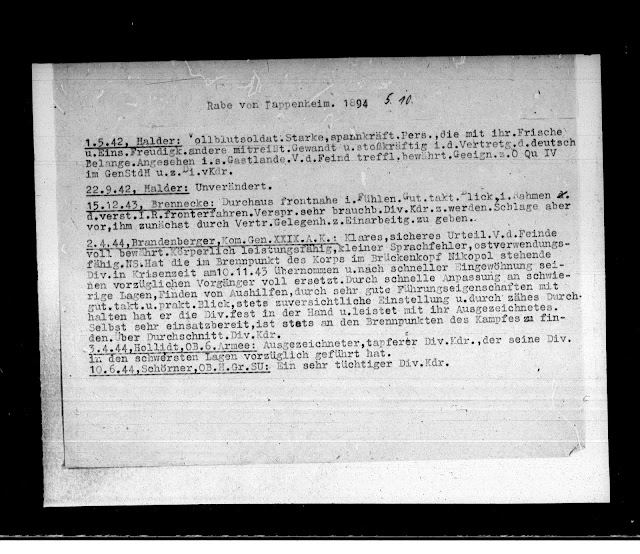 Rabe von Pappenheim. 1894 5.10.
1.5.42, Halder: Vollblutsoldat.Starke,spannkräft.Pers.,die mit ihr.Frische
u.Eins.Freudigk.andere mitreißt.Gewandt u.stoßkräftig i.d.Vertretg.d.deutsch
Belange.Angesehen i.s.Gastlande.V.d.Feind treffl.bewährt.Geeign.z.O Qu IV
im GenStdH u.z.Div.Kdr.
22.9.42, Halder: Unverändert.
15.12.43, Brennecke: Durchaus frontnahe i.Fühlen.Gut.takt.Blick,i.Rahmen
d.verst.I.R.fronterfahren.Verspr.sehr brauchb.Div.Kdr.z.werden.Schlage aber
vor,ihm zunächst durch Vertr.Gelegenh.z.Einarbeitg.zu geben.
2.4.44,Brandenberger,Kom.Gen.XXIX.A.K.: Klares,sicheres Urteil.V.d.Feinde
voll bewährt.Körperlich leistungsfähig,kleiner Sprachfehler,ostverwendungs-
fähig.NS.Hat die im Brennpunkt des Korps im Brückenkopf Nikopol stehende
Div.in Krisenzeit am10.11.43 übernommen u.nach schneller Eingewöhnung sei-
nen vorzüglichen Vorgänger voll ersetzt.Durch schnelle Anpassung an schwie-
rige Lagen,Finden von Aushilfen,durch sehr gute Führungseigenschaften mit
gut.takt.u.prakt.Blick,stets zuversichtliche Einstellung u.durch zähes Durch-
halten hat er die Div.fest in der Hand u.leistet mit ihr Ausgezeichnetes.
Selbst sehr einsatzbereit,ist stets an den Brennpunkten des Kampfes zu fin-
den.Über Durchschnitt.Div.Kdr.
3.4.44,Hollidt,OB.6.Armee: Ausgezeichneter,tapferer Div.Kdr.,der seine Div.
in den schwersten Lagen vorzüglich geführt hat.
10.6.44,Schörner,OB.H.Gr.SU: Ein sehr tüchtiger Div.Kdr.